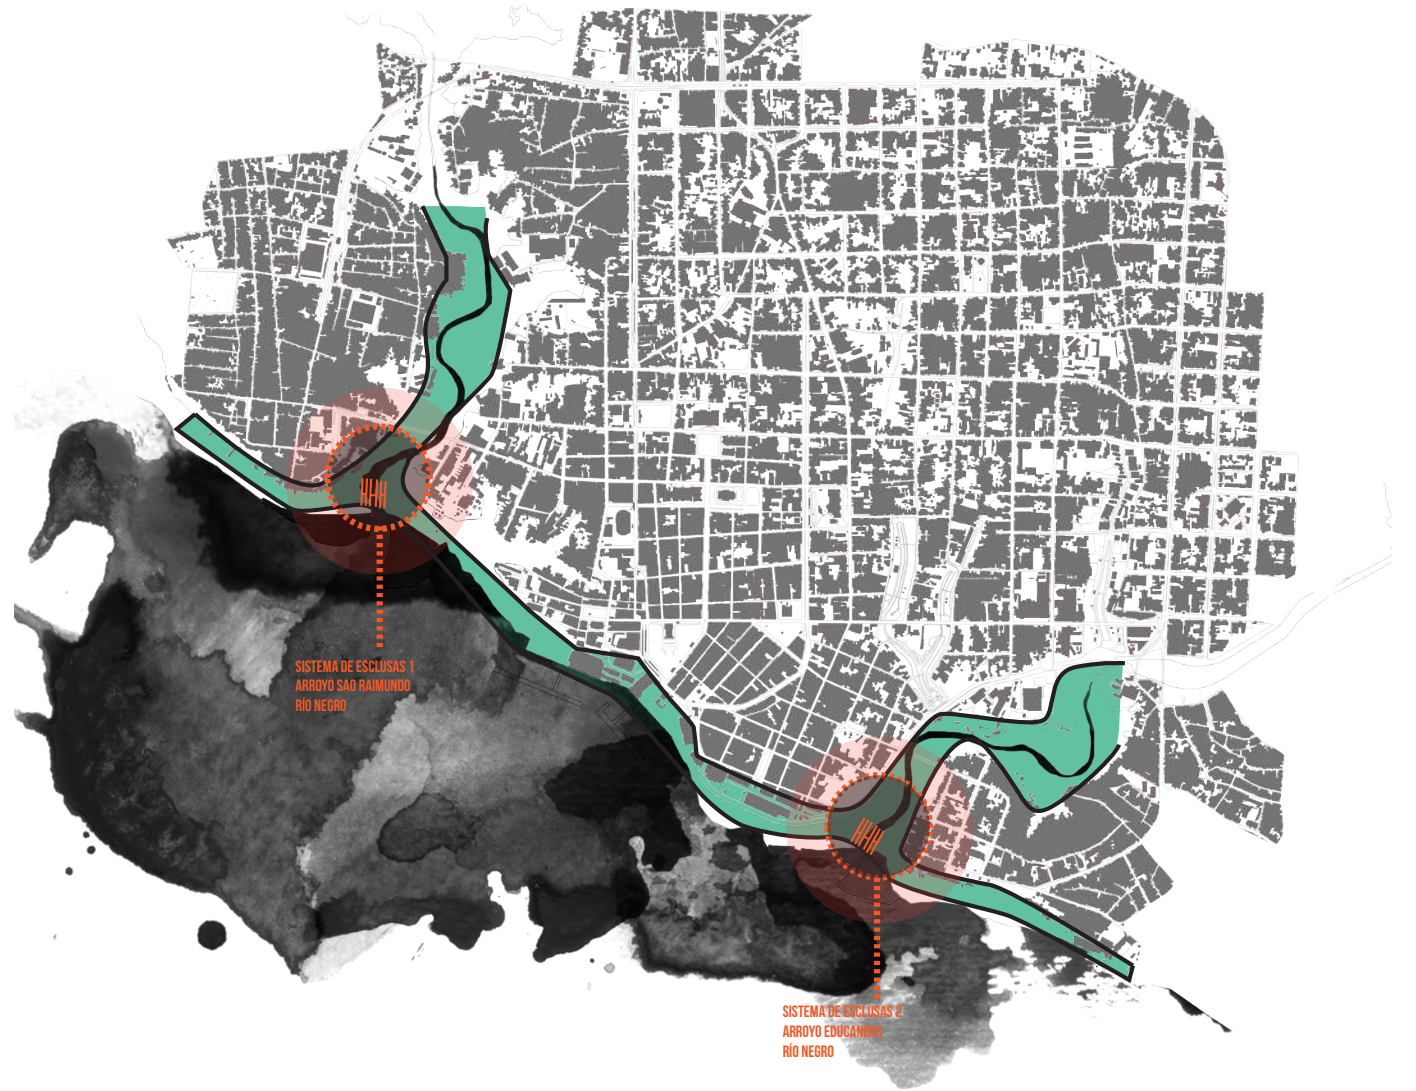 SISTEMA DE ESCLUSAS 1
ARROYO SAO RAIMUNDO
RÍO NEGRO
SISTEMA DE ESCLUSAS 2
ARROYO EDUCANDOS
RÍO NEGRO